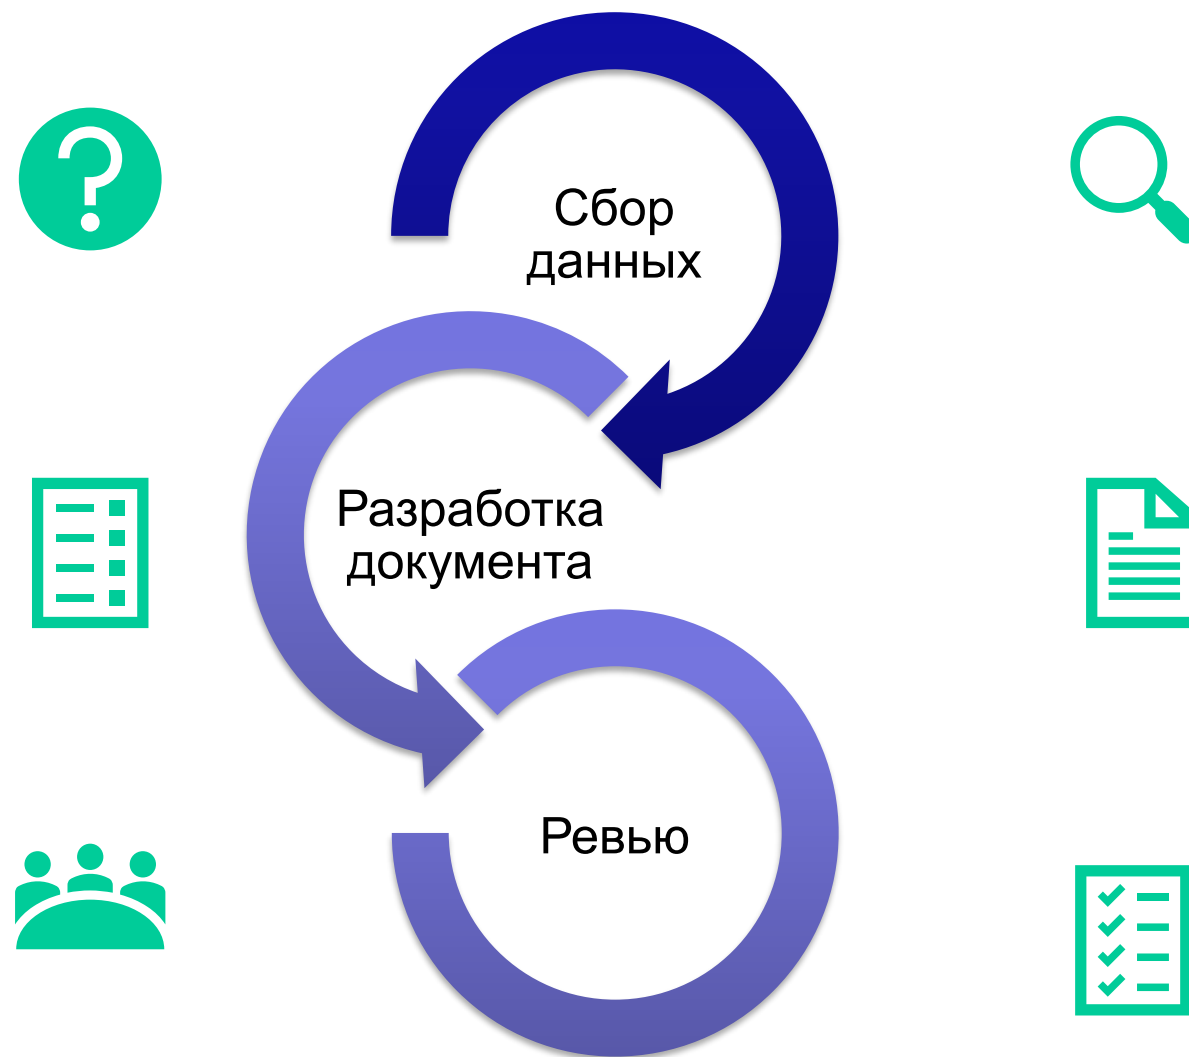 Сбор
данных
Разработка
документа
Ревью